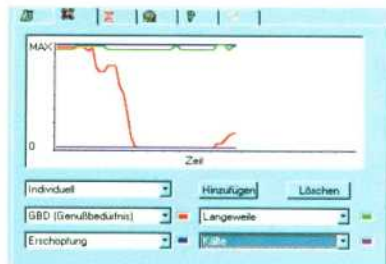 MAX
0
Zeit
Individuell
Hinzufügen
Löschen
GBD (Genußbedürfnis)
Langeweile
Erschöpfung
Kälte